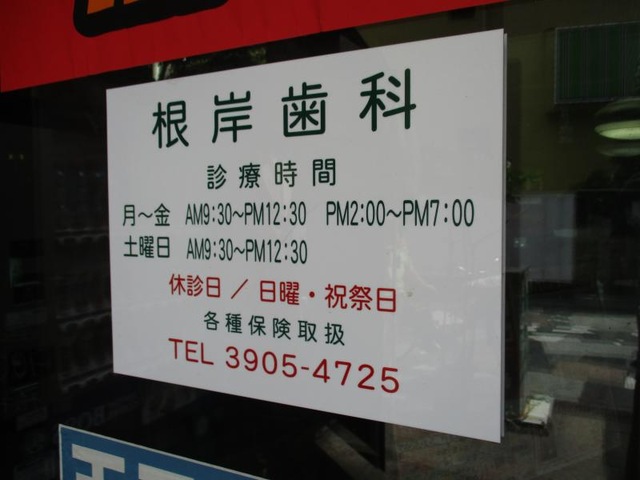 根岸歯科
診療時間
月～金 AM9:30～PM12:30 PM2:00～PM7:00
土曜日 AM9:30～PM12:30
休診日／日曜・祝祭日
各種保険取扱
TEL 3905-4725